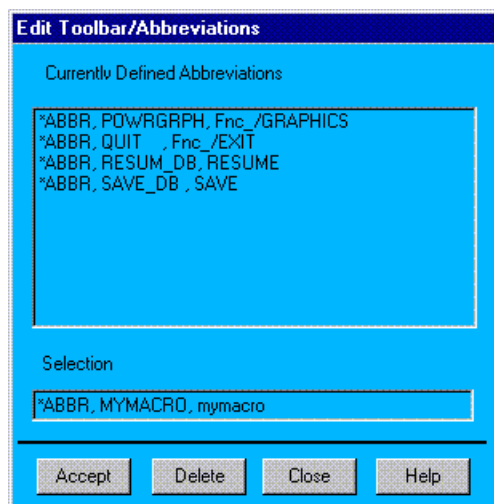 Edit Toolbar/Abbreviations
Currently Defined Abbreviations
*ABBR, POWRGRPH, Fnc_/GRAPHICS
*ABBR, QUIT , Fnc_/EXIT
*ABBR, RESUM_DB, RESUME
*ABBR, SAVE_DB , SAVE
Selection
*ABBR, MYMACRO, mymacro
Accept Delete Close Help